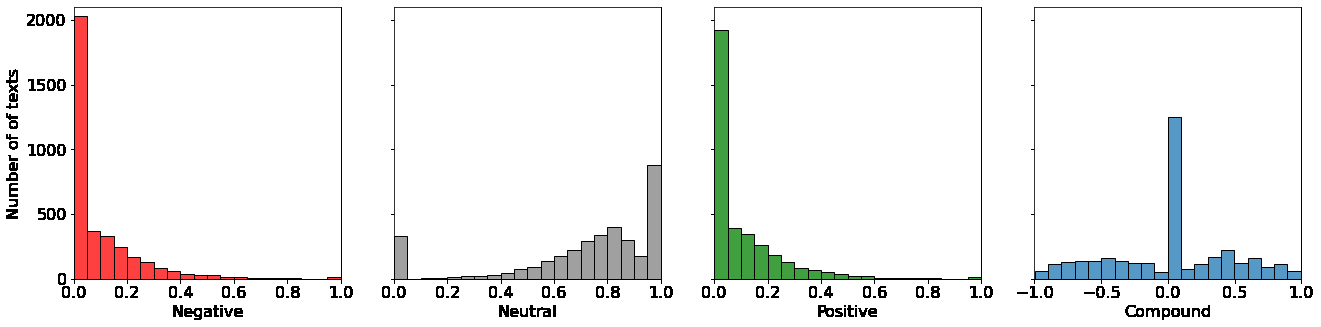 Number of of texts
2000
1500
1000
500
0
0.0 0.2 0.4 0.6 0.8 1.0
Negative
0.0 0.2 0.4 0.6 0.8 1.0
Neutral
0.0 0.2 0.4 0.6 0.8 1.0
Positive
−1.0 −0.5 0.0 0.5 1.0
Compound